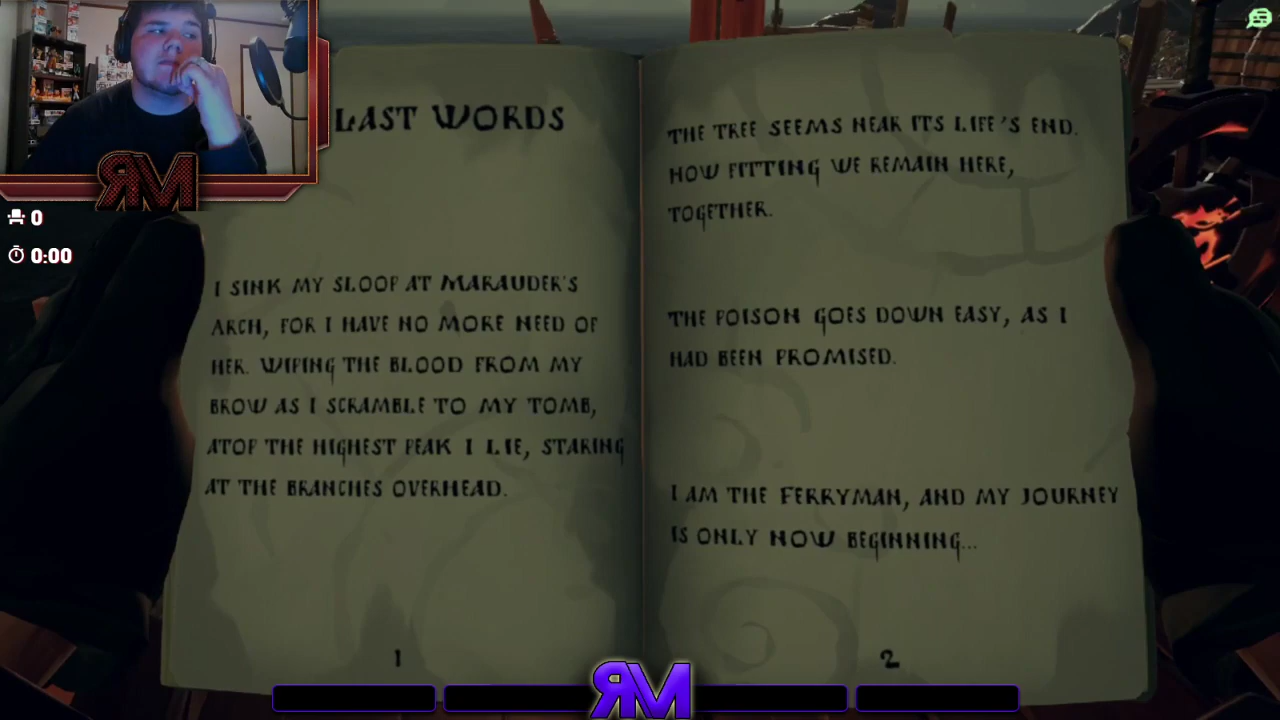 LAST WORDS
I SINK MY SLOOP AT MARAUDER'S
ARCH, FOR I HAVE NO MORE NEED OF
HER. WIPING THE BLOOD FROM MY
BROW AS I SCRAMBLE TO MY TOMB,
ATOP THE HIGHEST PEAK I LIE, STARING
AT THE BRANCHES OVERHEAD.
1
THE TREE SEEMS NEAR ITS LIFE'S END.
HOW FITTING WE REMAIN HERE,
TOGETHER.
THE POISON GOES DOWN EASY, AS I
HAD BEEN PROMISED.
I AM THE FERRYMAN, AND MY JOURNEY
IS ONLY NOW BEGINNING...
2
RM
0
0:00
RM